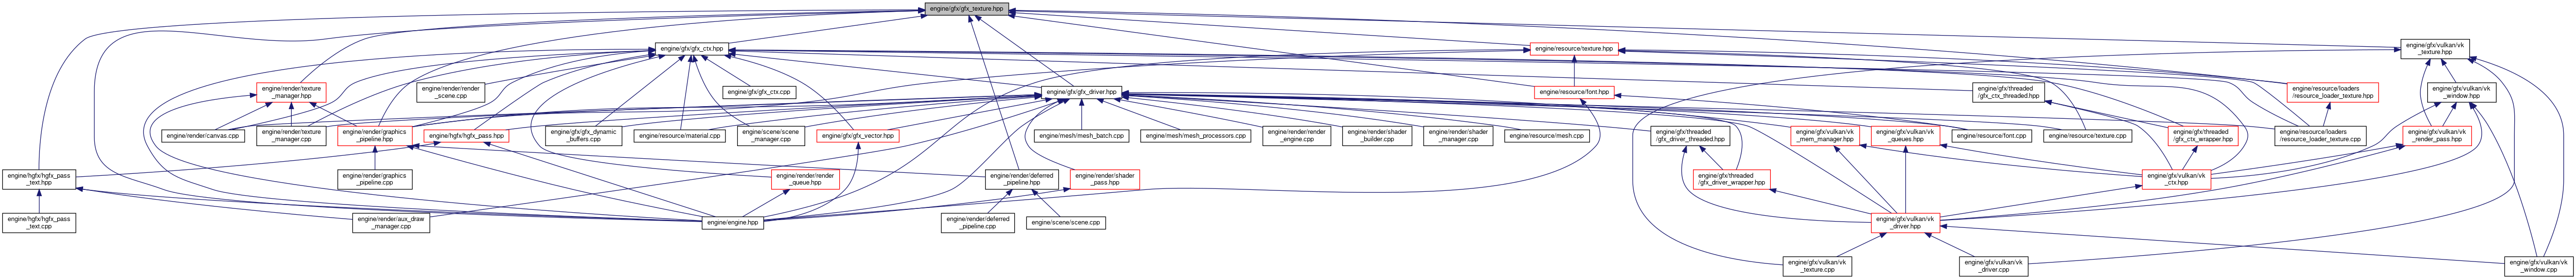 engine/gfx/gfx_texture.hpp
engine/gfx/gfx_ctx.hpp
engine/resource/texture.hpp
engine/gfx/vulkan/vk
_texture.hpp
engine/render/texture
_manager.hpp
engine/render/render
_scene.cpp
engine/gfx/gfx_ctx.cpp
engine/gfx/gfx_driver.hpp
engine/resource/font.hpp
engine/gfx/threaded
/gfx_ctx_threaded.hpp
engine/resource/loaders
/resource_loader_texture.hpp
engine/gfx/vulkan/vk
_window.hpp
engine/render/canvas.cpp
engine/render/texture
_manager.cpp
engine/render/graphics
_pipeline.hpp
engine/hgfx/hgfx_pass.hpp
engine/gfx/gfx_dynamic
_buffers.cpp
engine/resource/material.cpp
engine/scene/scene
_manager.cpp
engine/gfx/gfx_vector.hpp
engine/mesh/mesh_batch.cpp
engine/mesh/mesh_processors.cpp
engine/render/render
_engine.cpp
engine/render/shader
_builder.cpp
engine/render/shader
_manager.cpp
engine/resource/mesh.cpp
engine/gfx/threaded
/gfx_driver_threaded.hpp
engine/gfx/vulkan/vk
_mem_manager.hpp
engine/gfx/vulkan/vk
_queues.hpp
engine/resource/font.cpp
engine/resource/texture.cpp
engine/gfx/threaded
/gfx_ctx_wrapper.hpp
engine/resource/loaders
/resource_loader_texture.cpp
engine/gfx/vulkan/vk
_render_pass.hpp
engine/hgfx/hgfx_pass
_text.hpp
engine/render/graphics
_pipeline.cpp
engine/render/render
_queue.hpp
engine/render/deferred
_pipeline.hpp
engine/render/shader
_pass.hpp
engine/gfx/threaded
/gfx_driver_wrapper.hpp
engine/gfx/vulkan/vk
_ctx.hpp
engine/hgfx/hgfx_pass
_text.cpp
engine/render/aux_draw
_manager.cpp
engine/engine.hpp
engine/render/deferred
_pipeline.cpp
engine/scene/scene.cpp
engine/gfx/vulkan/vk
_driver.hpp
engine/gfx/vulkan/vk
_texture.cpp
engine/gfx/vulkan/vk
_driver.cpp
engine/gfx/vulkan/vk
_window.cpp